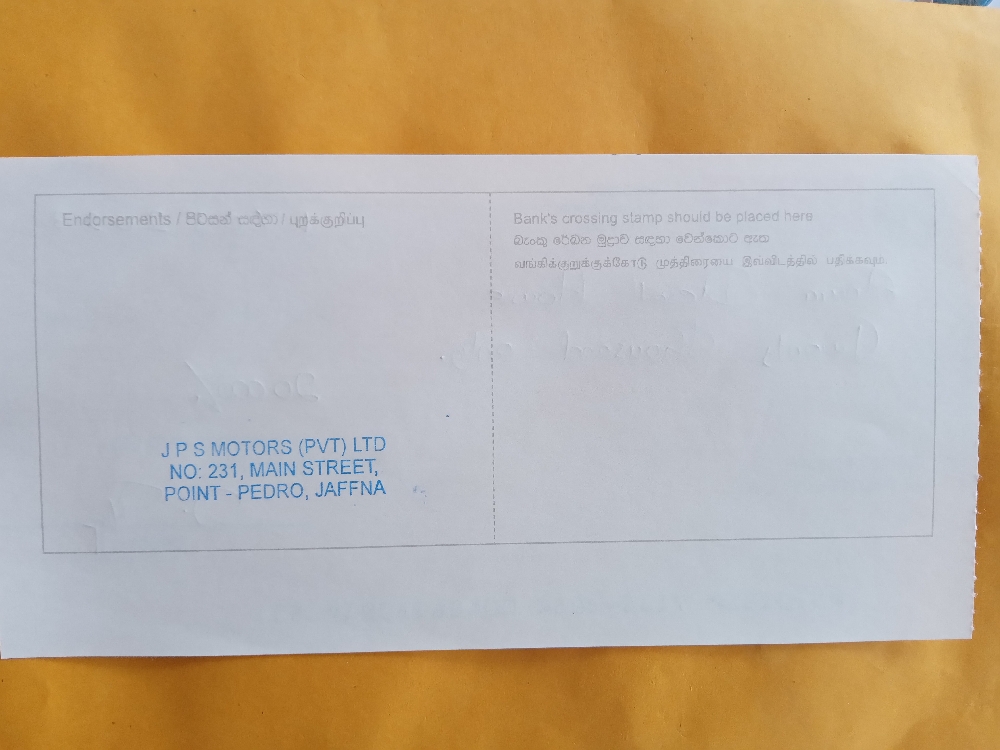 Endorsements / පිටසන් සඳහා / புறக்குறிப்பு
Bank's crossing stamp should be placed here
බැංකු රේඛන මුද්‍රාව සඳහා වෙන්කොට ඇත
வங்கிக்குறுக்குக்கோடு முத்திரையை இவ்விடத்தில் பதிக்கவும்.
J P S MOTORS (PVT) LTD
NO: 231, MAIN STREET,
POINT - PEDRO, JAFFNA